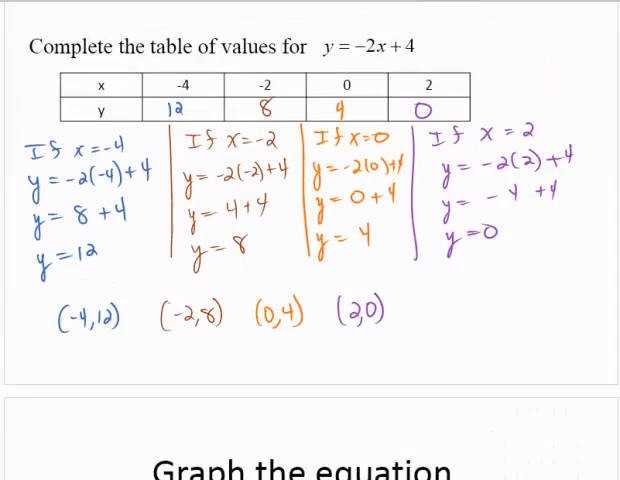 Complete the table of values for y = −2x + 4
x -4 -2 0 2
y 12 8 4 0
If x = -4
y = -2(-4) + 4
y = 8 + 4
y = 12
If x = -2
y = -2(-2) + 4
y = 4 + 4
y = 8
If x = 0
y = -2(0) + 4
y = 0 + 4
y = 4
If x = 2
y = -2(2) + 4
y = -4 + 4
y = 0
(-4, 12) (-2, 8) (0, 4) (2, 0)
Graph the equation